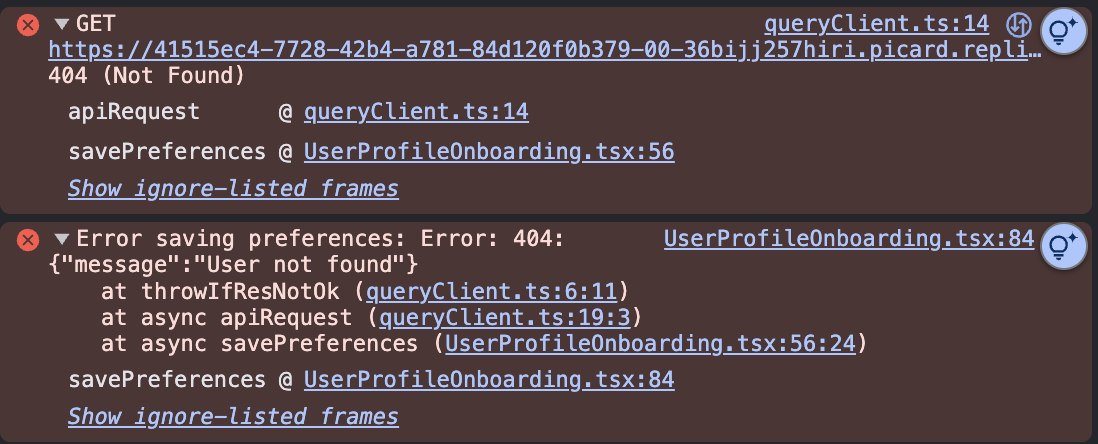 GET queryClient.ts:14
https://41515ec4-7728-42b4-a781-84d120f0b379-00-36bijj257hiri.picard.repli…
404 (Not Found)
apiRequest @ queryClient.ts:14
savePreferences @ UserProfileOnboarding.tsx:56
Show ignore-listed frames
Error saving preferences: Error: 404: UserProfileOnboarding.tsx:84
{"message":"User not found"}
at throwIfResNotOk (queryClient.ts:6:11)
at async apiRequest (queryClient.ts:19:3)
at async savePreferences (UserProfileOnboarding.tsx:56:24)
savePreferences @ UserProfileOnboarding.tsx:84
Show ignore-listed frames